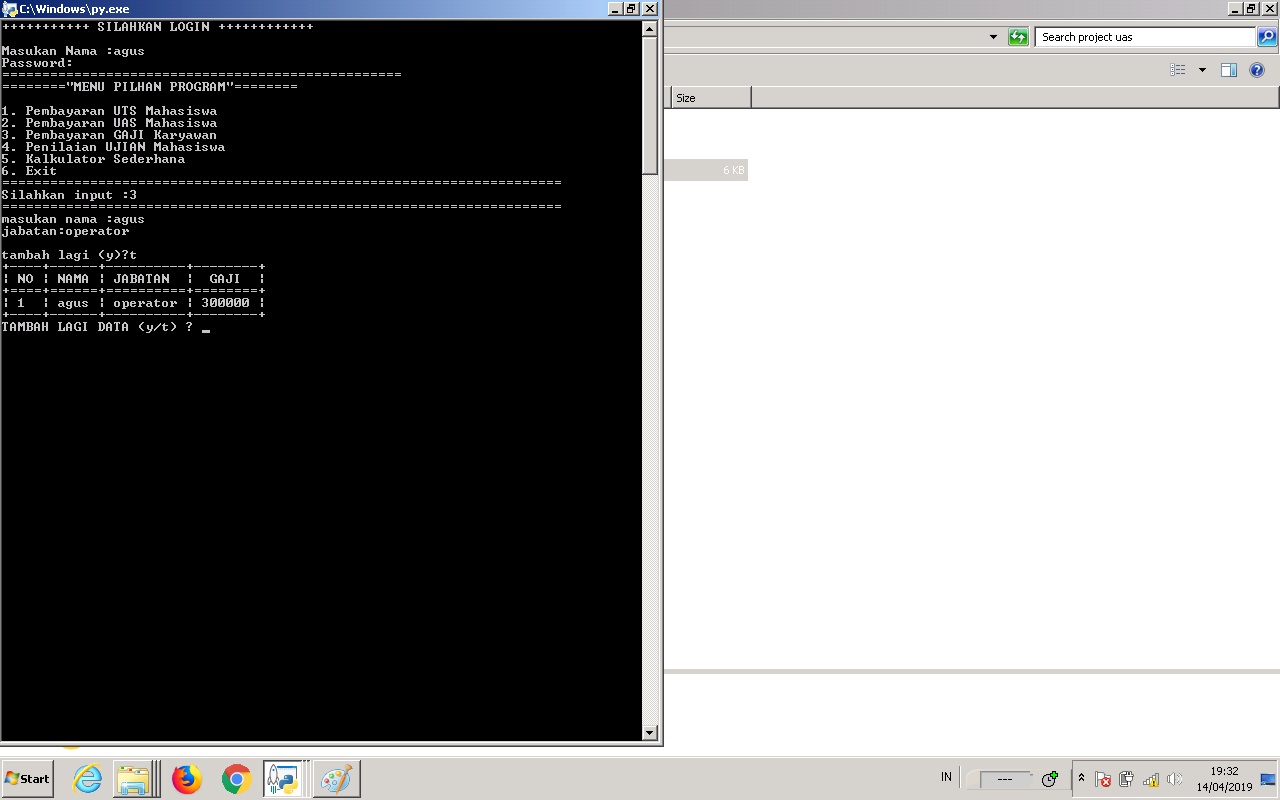 C:\Windows\py.exe
+++++++++++ SILAHKAN LOGIN ++++++++++++
Masukan Nama :agus
Password:
==================================================
========"MENU PILHAN PROGRAM"========
1. Pembayaran UTS Mahasiswa
2. Pembayaran UAS Mahasiswa
3. Pembayaran GAJI Karyawan
4. Penilaian UJIAN Mahasiswa
5. Kalkulator Sederhana
6. Exit
======================================================================
Silahkan input :3
======================================================================
masukan nama :agus
jabatan:operator
tambah lagi (y)?t
+----+------+----------+--------+
| NO | NAMA | JABATAN  |  GAJI  |
+====+======+==========+========+
| 1  | agus | operator | 300000 |
+----+------+----------+--------+
TAMBAH LAGI DATA (y/t) ? _
Search project uas
Size
6 KB
Start
IN
---
19:32
14/04/2019